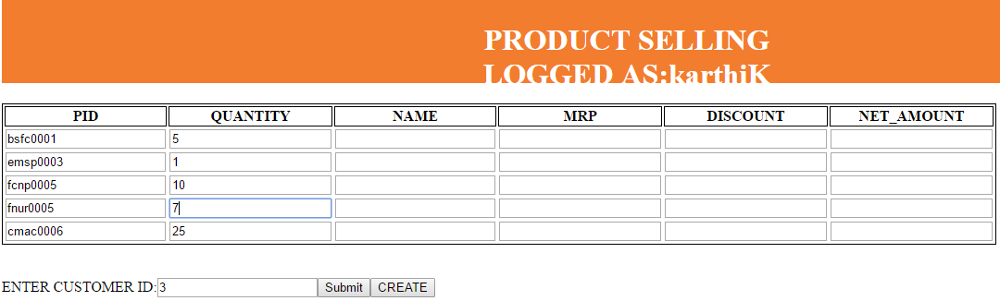 PRODUCT SELLING
LOGGED AS:karthiK
PID QUANTITY NAME MRP DISCOUNT NET_AMOUNT
bsfc0001 5
emsp0003 1
fcnp0005 10
fnur0005 7
cmac0006 25
ENTER CUSTOMER ID: 3 Submit CREATE